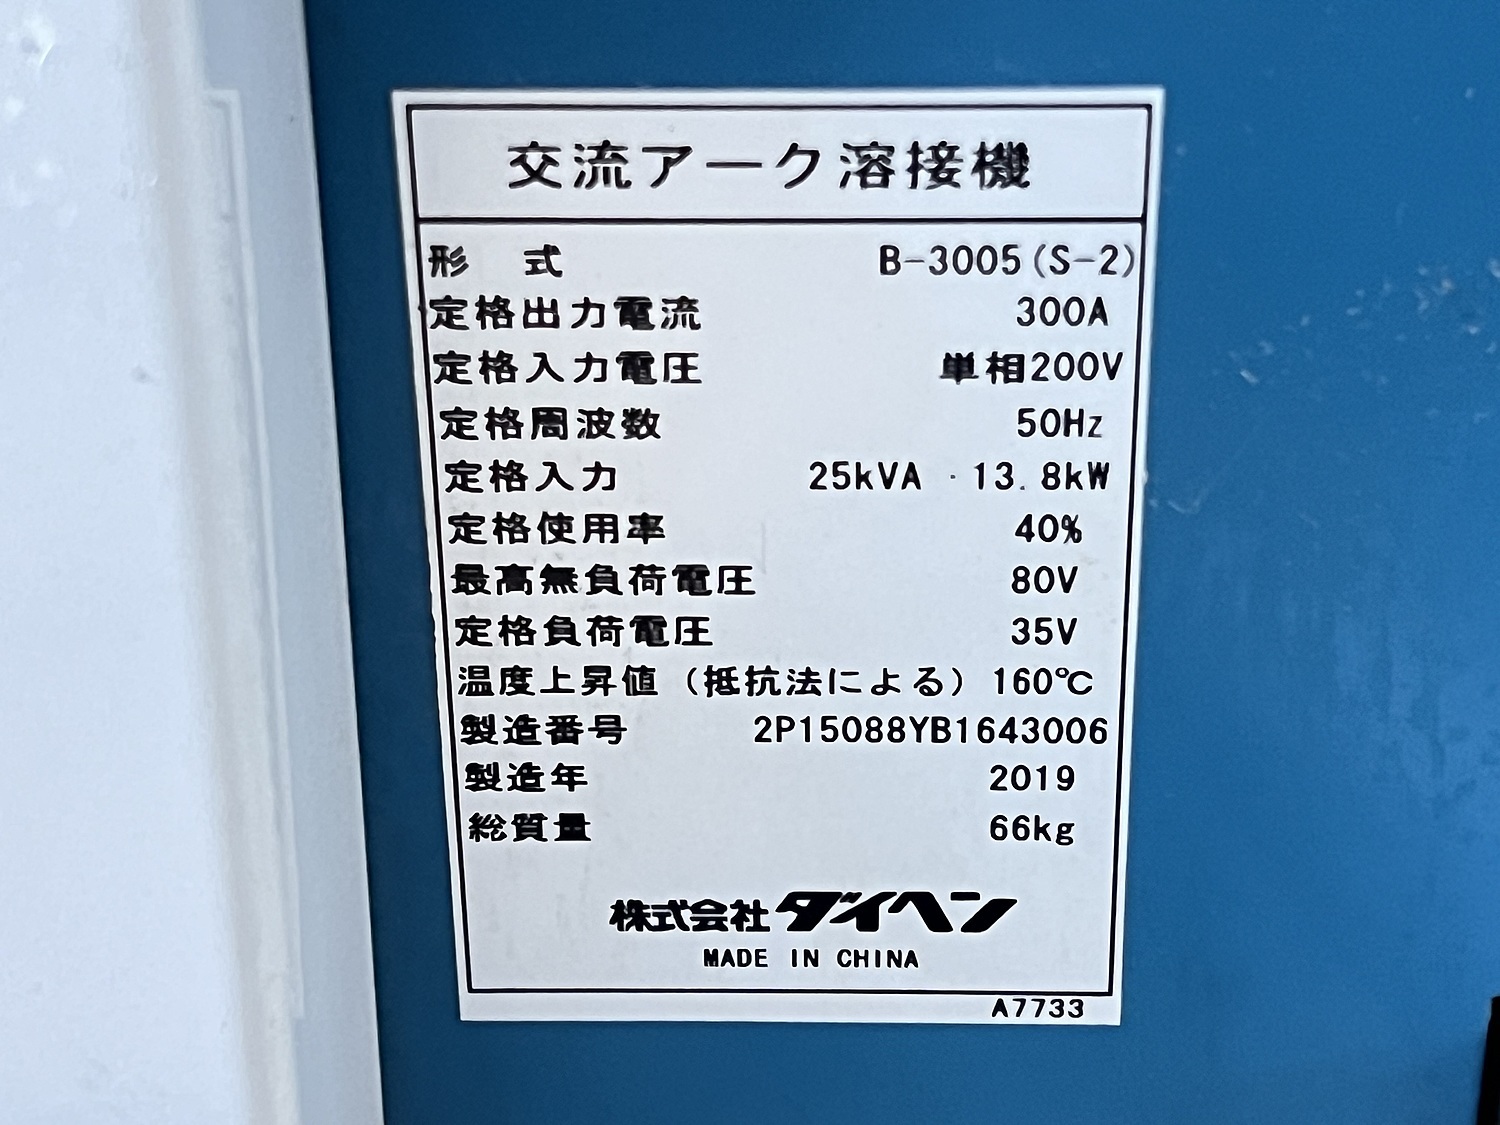 交流アーク溶接機
形 式 B-3005(S-2)
定格出力電流 300A
定格入力電圧 単相200V
定格周波数 50Hz
定格入力 25kVA・13.8kW
定格使用率 40%
最高無負荷電圧 80V
定格負荷電圧 35V
温度上昇値(抵抗法による) 160℃
製造番号 2P15088YB1643006
製造年 2019
総質量 66kg
株式会社ダイヘン
MADE IN CHINA
A7733